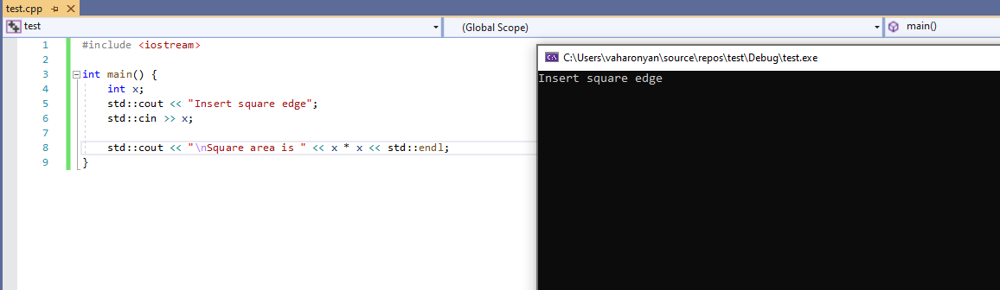 test.cpp
test
(Global Scope)
main()
1 #include <iostream>
2
3 int main() {
4 int x;
5 std::cout << "Insert square edge";
6 std::cin >> x;
7
8 std::cout << "\nSquare area is " << x * x << std::endl;
9 }
C:\Users\vaharonyan\source\repos\test\Debug\test.exe
Insert square edge